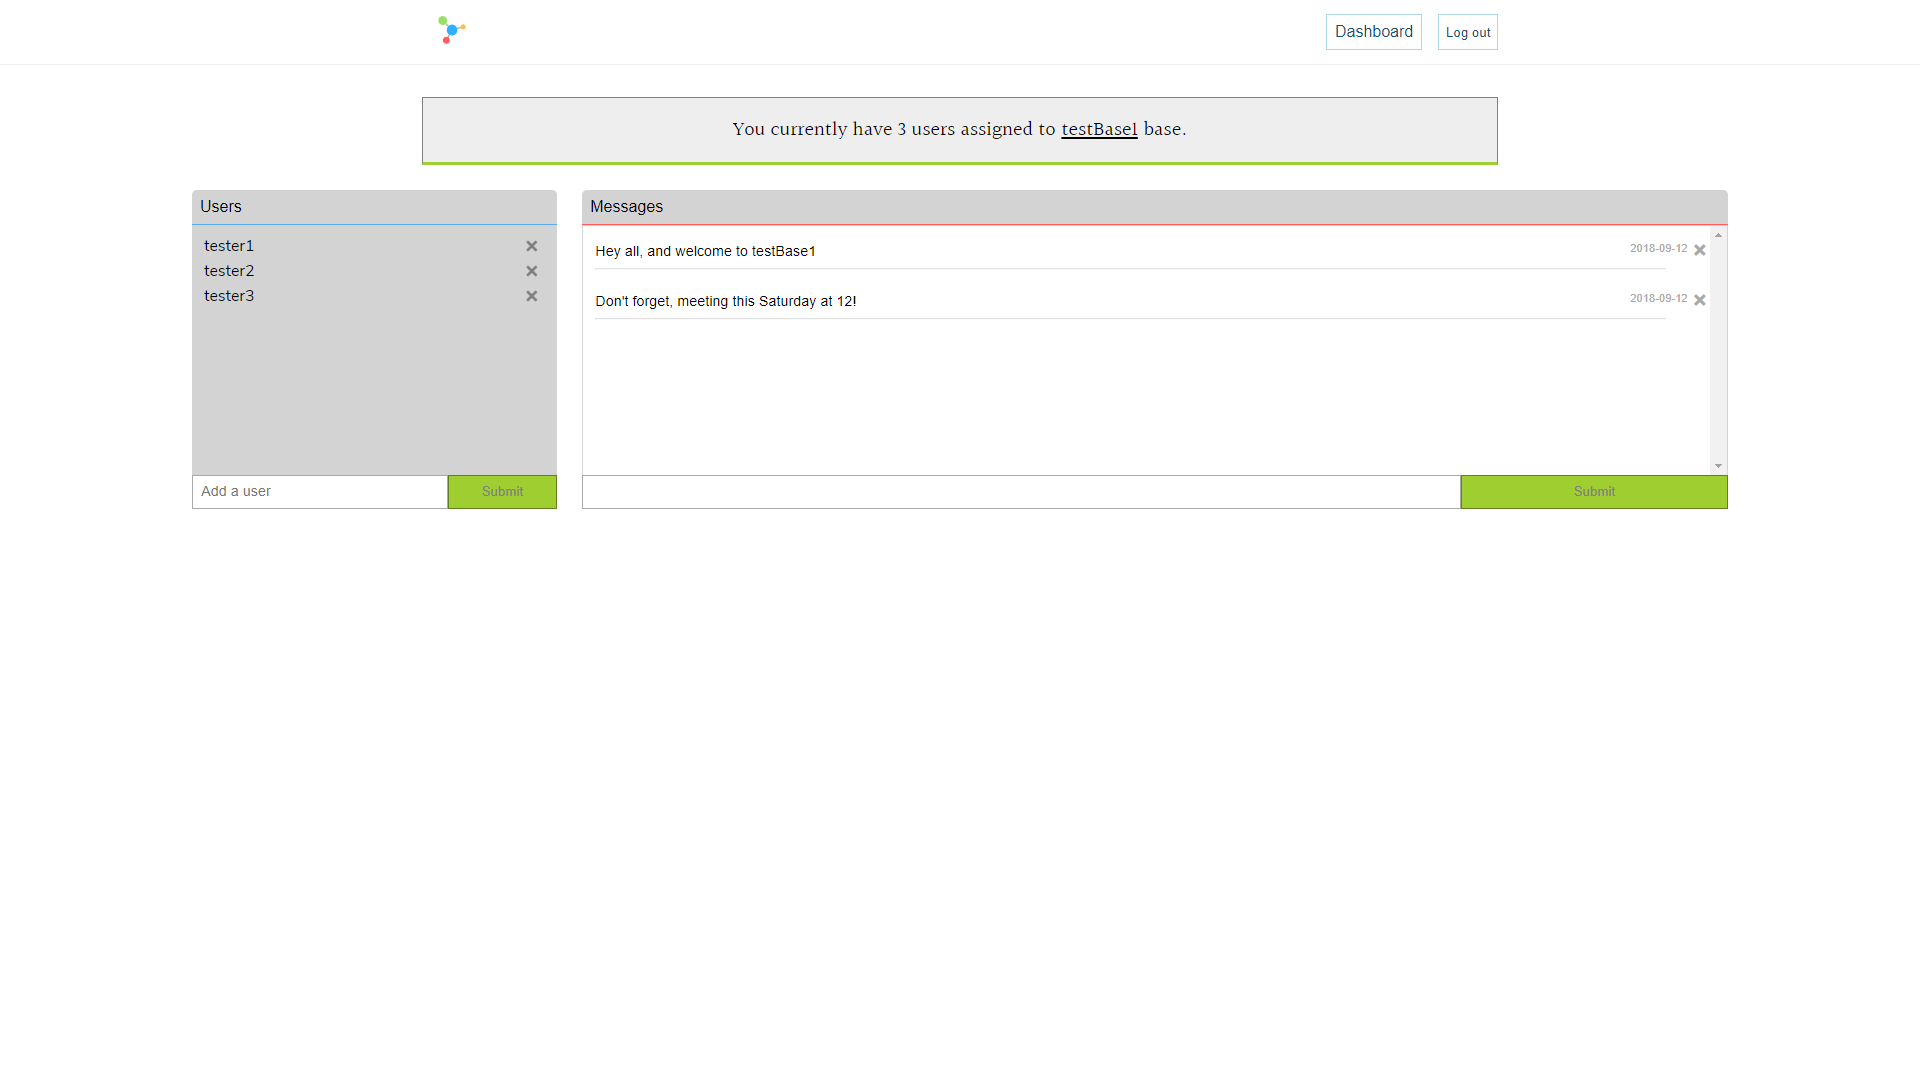 Dashboard
Log out
You currently have 3 users assigned to testBase1 base.
Users
tester1
tester2
tester3
Add a user
Submit
Messages
Hey all, and welcome to testBase1
2018-09-12
Don't forget, meeting this Saturday at 12!
2018-09-12
Submit